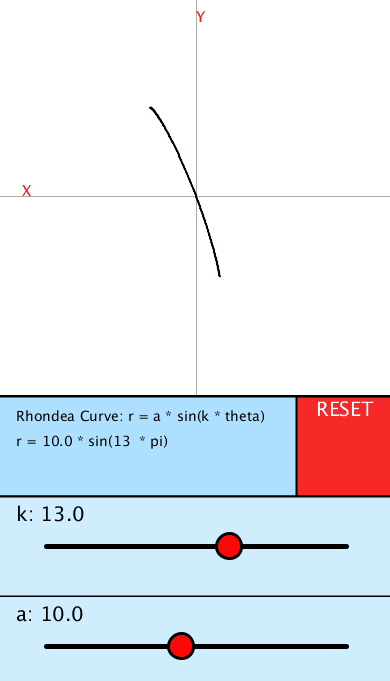 Y
X
Rhondea Curve: r = a * sin(k * theta)
RESET
r = 10.0 * sin(13  * pi)
k: 13.0
a: 10.0